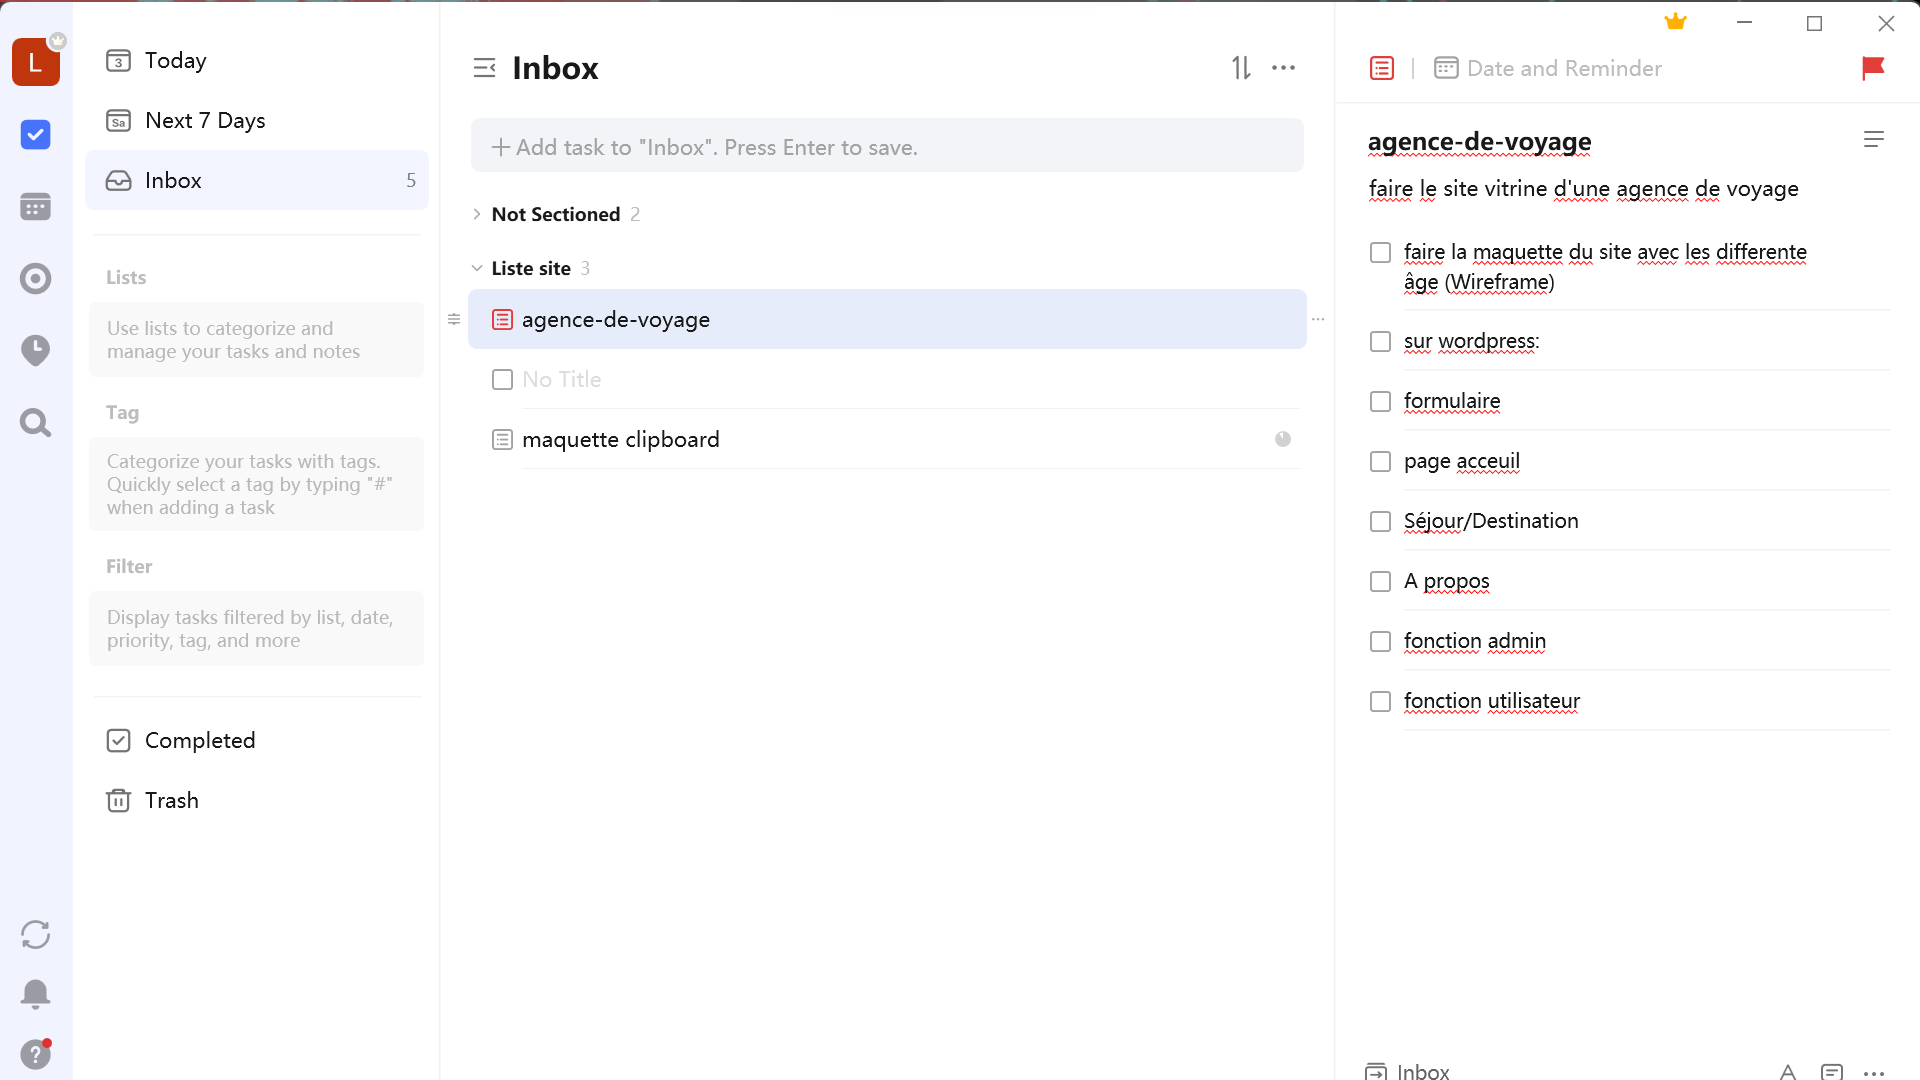 L
Today
3
Next 7 Days
Sa
Inbox
5
Lists
Use lists to categorize and
manage your tasks and notes
Tag
Categorize your tasks with tags.
Quickly select a tag by typing "#"
when adding a task
Filter
Display tasks filtered by list, date,
priority, tag, and more
Completed
Trash
?
Inbox
Add task to "Inbox". Press Enter to save.
Not Sectioned 2
Liste site 3
agence-de-voyage
No Title
maquette clipboard
Date and Reminder
agence-de-voyage
faire le site vitrine d'une agence de voyage
faire la maquette du site avec les differente
âge (Wireframe)
sur wordpress:
formulaire
page acceuil
Séjour/Destination
A propos
fonction admin
fonction utilisateur
Inbox
A